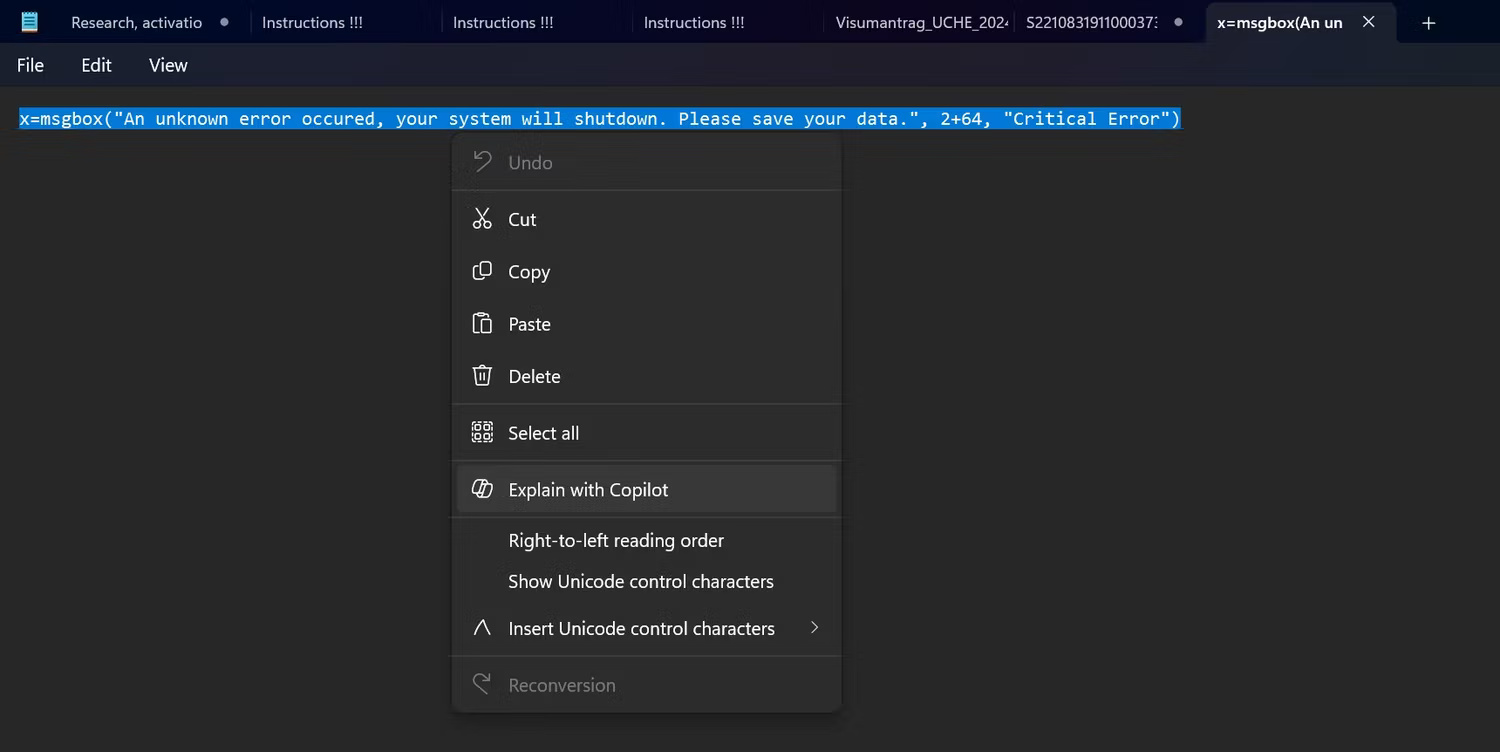 Research, activatio
Instructions !!!
Instructions !!!
Instructions !!!
Visumantrag_UCHE_2024
S221083191100037
x=msgbox(An un
File Edit View
x=msgbox("An unknown error occured, your system will shutdown. Please save your data.", 2+64, "Critical Error")
Undo
Cut
Copy
Paste
Delete
Select all
Explain with Copilot
Right-to-left reading order
Show Unicode control characters
Insert Unicode control characters
Reconversion